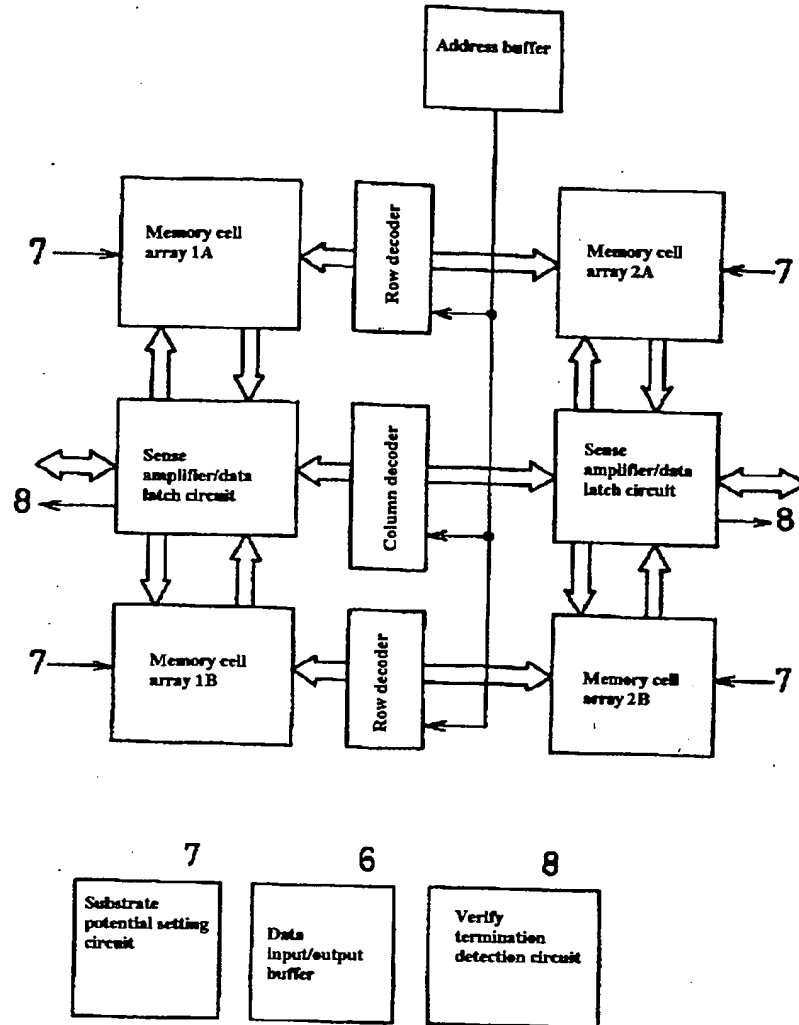 Address buffer
Memory cell
array 1A
Row decoder
Memory cell
array 2A
7
7
Sense
amplifier/data
latch circuit
Column decoder
Sense
amplifier/data
latch circuit
8
8
Memory cell
array 1B
Row decoder
Memory cell
array 2B
7
7
7
6
8
Substrate
potential setting
circuit
Data
input/output
buffer
Verify
termination
detection circuit